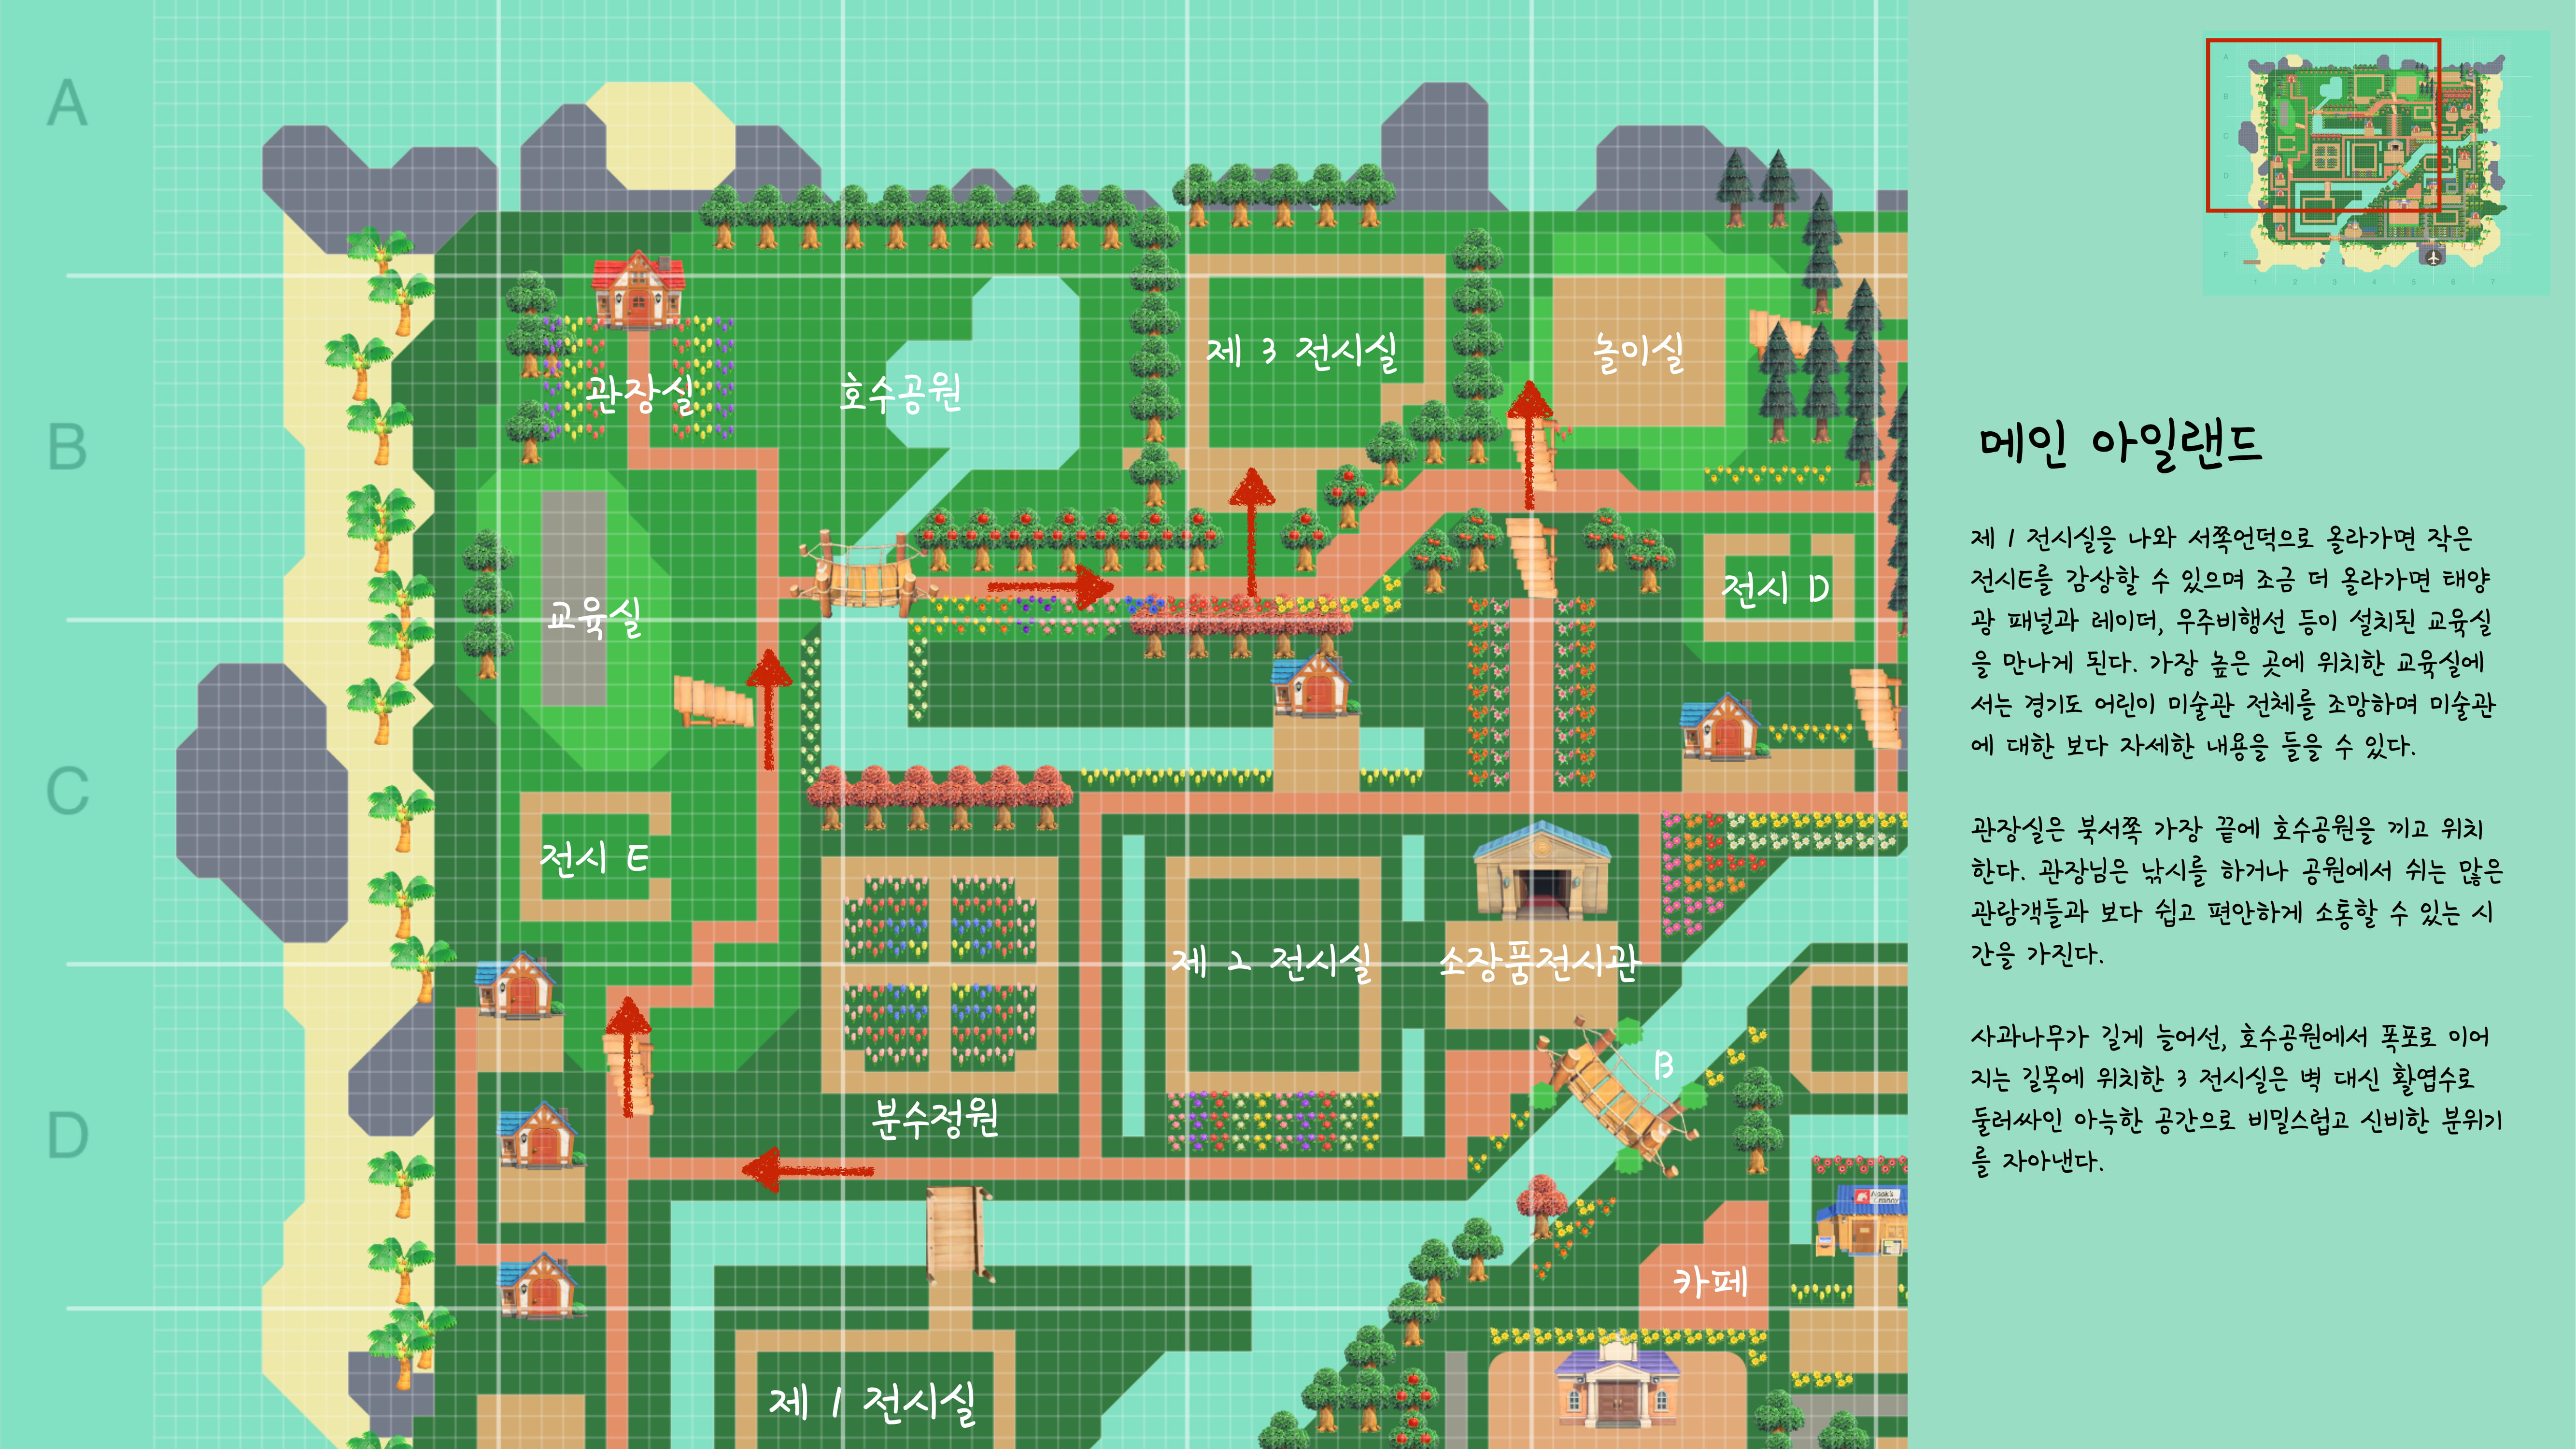 A
B
C
D
관장실
호수공원
제 3 전시실
놀이실
교육실
전시 D
전시 E
제 2 전시실
소장품전시관
B
분수정원
카페
제 1 전시실
메인 아일랜드
제 1 전시실을 나와 서쪽언덕으로 올라가면 작은
전시E를 감상할 수 있으며 조금 더 올라가면 태양
광 패널과 레이더, 우주비행선 등이 설치된 교육실
을 만나게 된다. 가장 높은 곳에 위치한 교육실에
서는 경기도 어린이 미술관 전체를 조망하며 미술관
에 대한 보다 자세한 내용을 들을 수 있다.
관장실은 북서쪽 가장 끝에 호수공원을 끼고 위치
한다. 관장님은 낚시를 하거나 공원에서 쉬는 많은
관람객들과 보다 쉽고 편안하게 소통할 수 있는 시
간을 가진다.
사과나무가 길게 늘어선, 호수공원에서 폭포로 이어
지는 길목에 위치한 3 전시실은 벽 대신 활엽수로
둘러싸인 아늑한 공간으로 비밀스럽고 신비한 분위기
를 자아낸다.